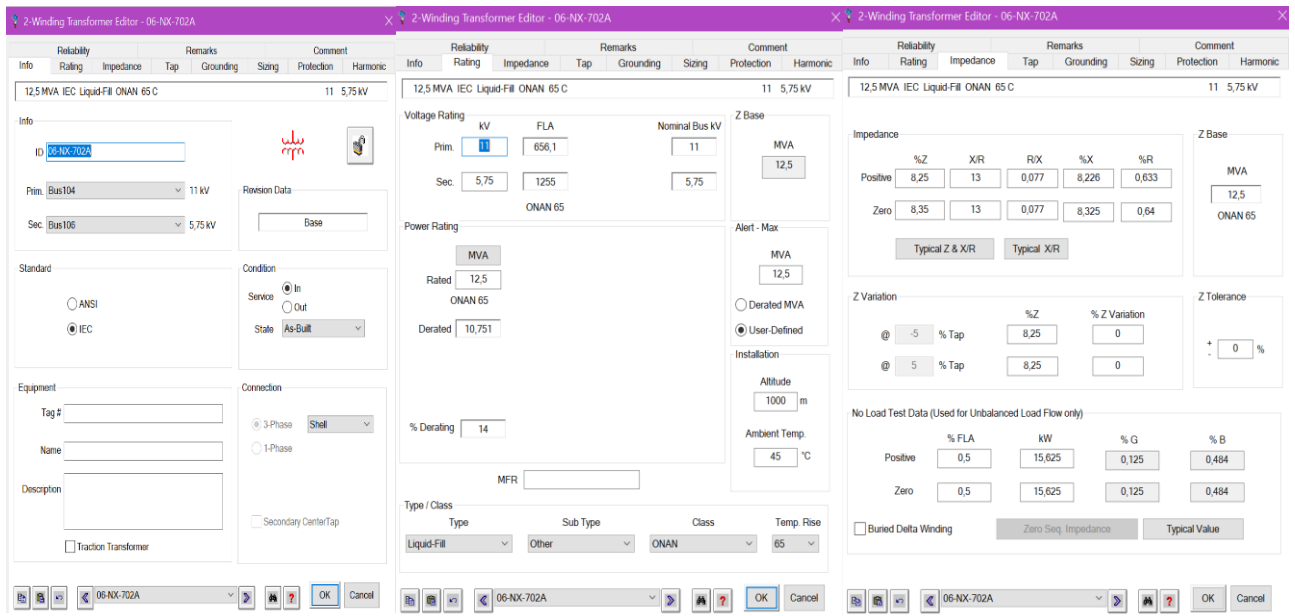 2-Winding Transformer Editor - 06-NX-702A
Reliability Remarks Comment
Info Rating Impedance Tap Grounding Sizing Protection Harmonic
12,5 MVA IEC Liquid-Fill ONAN 65 C 11 5,75 kV
Info
ID 06-NX-702A
Prim. Bus104 11 kV
Sec. Bus106 5,75 kV
Revision Data
Base
Standard
ANSI
IEC
Condition
Service In
Out
State As-Built
Equipment
Tag #
Name
Description
Traction Transformer
Connection
3-Phase Shell
1-Phase
Secondary CenterTap
06-NX-702A OK Cancel
2-Winding Transformer Editor - 06-NX-702A
Reliability Remarks Comment
Info Rating Impedance Tap Grounding Sizing Protection Harmonic
12,5 MVA IEC Liquid-Fill ONAN 65 C 11 5,75 kV
Voltage Rating
kV FLA Nominal Bus kV
Prim. 11 656,1 11
Sec. 5,75 1255 5,75
ONAN 65
Z Base
MVA
12,5
Power Rating
MVA
Rated 12,5
ONAN 65
Derated 10,751
% Derating 14
Alert - Max
MVA
12,5
Derated MVA
User-Defined
Installation
Altitude
1000 m
Ambient Temp.
45 °C
MFR
Type / Class
Type Sub Type Class Temp. Rise
Liquid-Fill Other ONAN 65
06-NX-702A ? OK Cancel
2-Winding Transformer Editor - 06-NX-702A
Reliability Remarks Comment
Info Rating Impedance Tap Grounding Sizing Protection Harmonic
12,5 MVA IEC Liquid-Fill ONAN 65 C 11 5,75 kV
Impedance
%Z X/R R/X %X %R
Positive 8,25 13 0,077 8,226 0,633
Zero 8,35 13 0,077 8,325 0,64
Typical Z & X/R Typical X/R
Z Base
MVA
12,5
ONAN 65
Z Variation
%Z % Z Variation
@ -5 % Tap 8,25 0
@ 5 % Tap 8,25 0
Z Tolerance
+
- 0 %
No Load Test Data (Used for Unbalanced Load Flow only)
% FLA kW % G % B
Positive 0,5 15,625 0,125 0,484
Zero 0,5 15,625 0,125 0,484
Buried Delta Winding Zero Seq. Impedance Typical Value
06-NX-702A ? OK Cancel